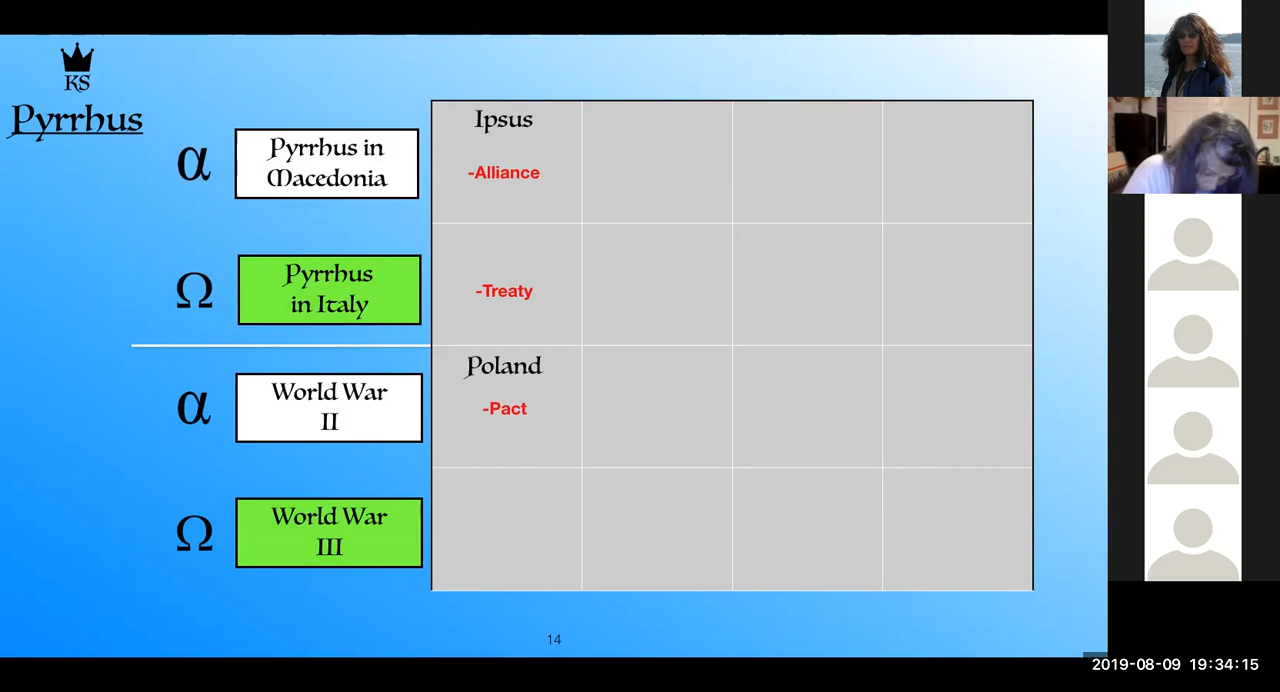 KS
Pyrrhus
α
Pyrrhus in
Macedonia
Ipsus
-Alliance
Ω
Pyrrhus
in Italy
-Treaty
α
World War
II
Poland
-Pact
Ω
World War
III
14
2019-08-09 19:34:15